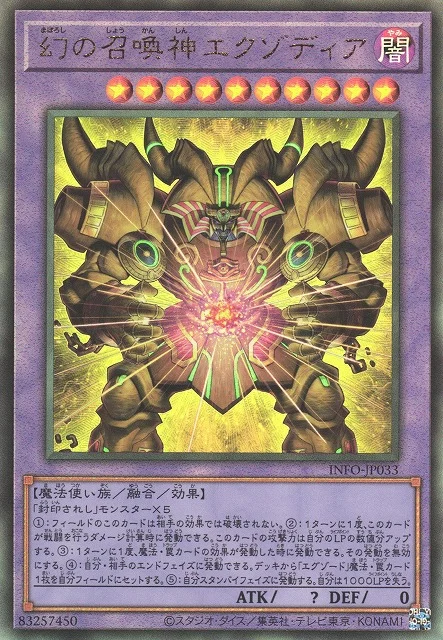 幻の召喚神エクゾディア
闇
INFO-JP033
【魔法使い族／融合／効果】
「封印されし」モンスター×5
①：フィールドのこのカードは相手の効果では破壊されない。②：1ターンに1度、このカード
が戦闘を行うダメージ計算時に発動できる。このカードの攻撃力は自分のLPの数値分アップ
する。③：1ターンに1度、魔法・罠カードの効果が発動した時に発動できる。その発動を無効
にする。④：自分・相手のエンドフェイズに発動できる。デッキから「エクゾード」魔法・罠カード
1枚を自分フィールドにセットする。⑤：自分スタンバイフェイズに発動する。自分は1000LPを失う。
ATK/ ? DEF/ 0
83257450
©スタジオ・ダイス／集英社・テレビ東京・KONAMI